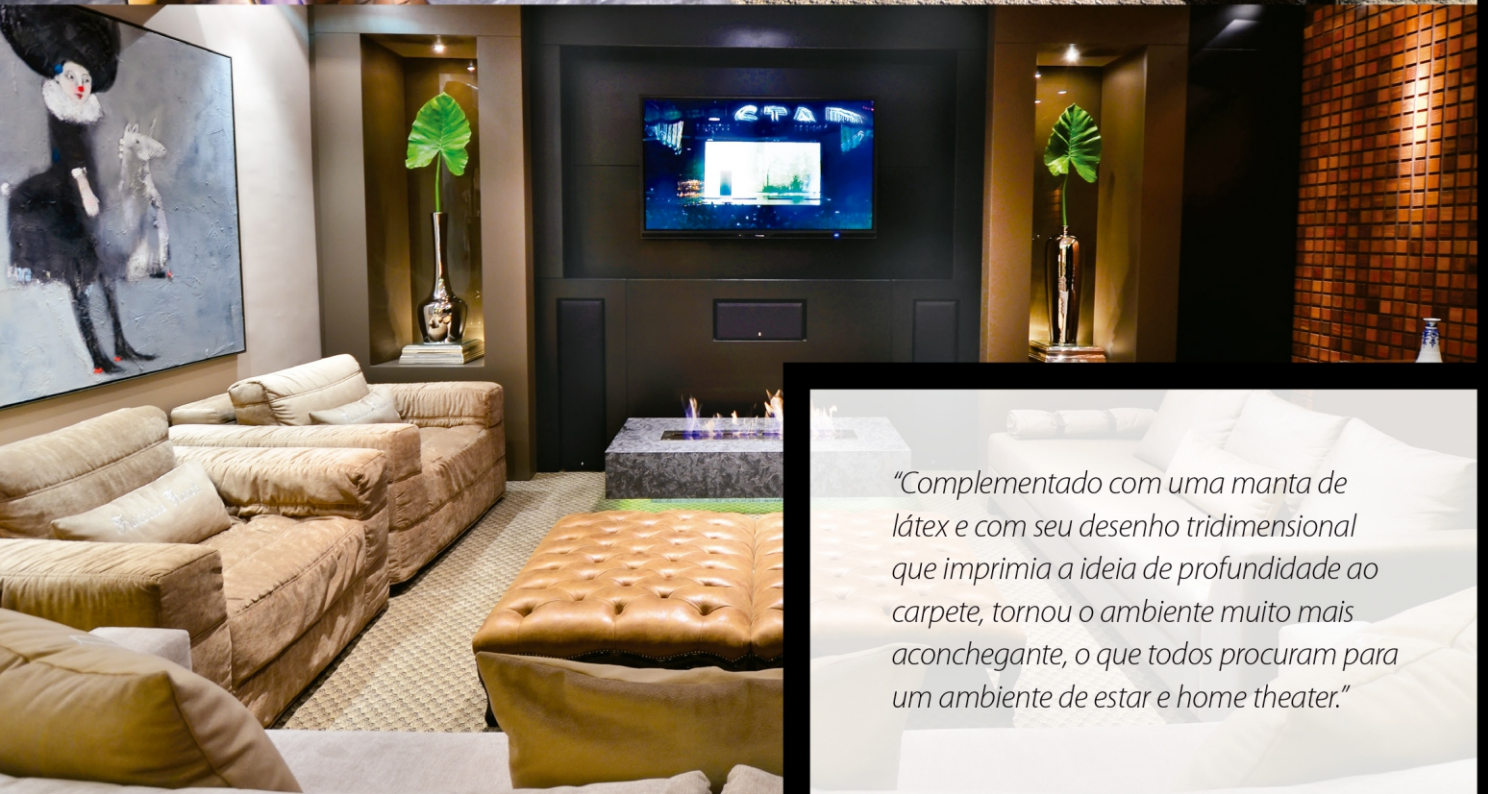 “Complementado com uma manta de
látex e com seu desenho tridimensional
que imprimia a ideia de profundidade ao
carpete, tornou o ambiente muito mais
aconchegante, o que todos procuram para
um ambiente de estar e home theater.”